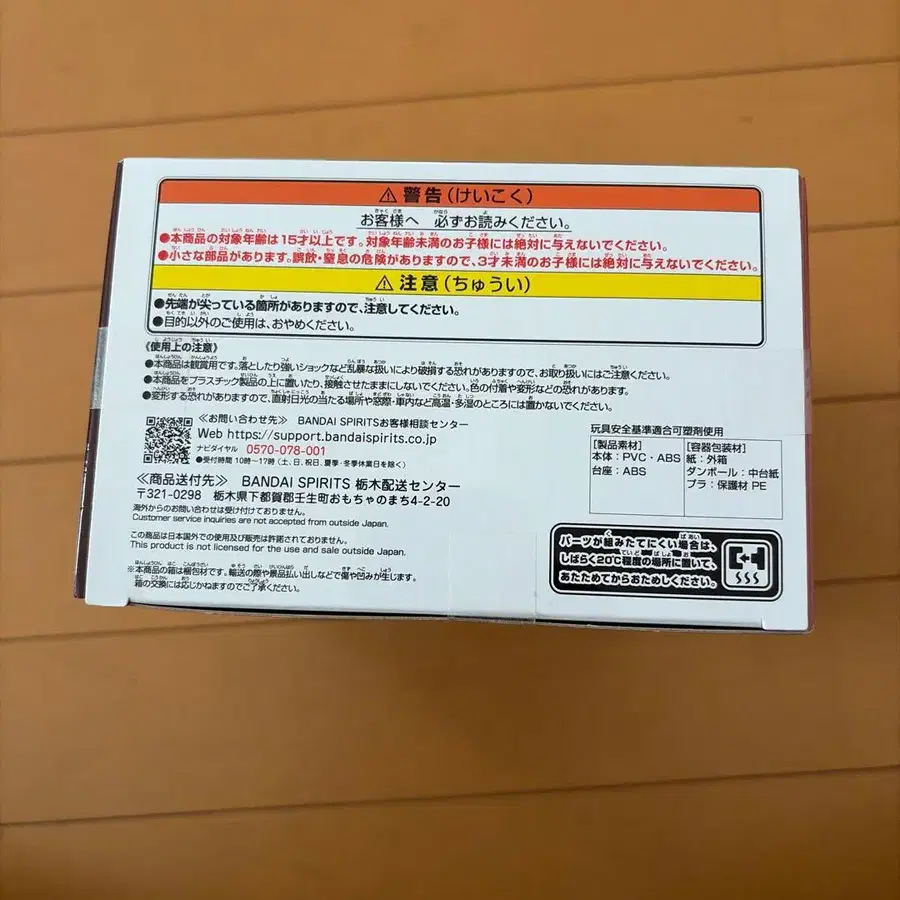 ⚠ 警告(けいこく)
お客様へ 必ずお読みください。
●本商品の対象年齢は15才以上です。対象年齢未満のお子様には絶対に与えないでください。
●小さな部品があります。誤飲・窒息の危険がありますので、3才未満のお子様には絶対に与えないでください。
⚠ 注意(ちゅうい)
●先端が尖っている箇所がありますので、注意してください。
●目的以外のご使用は、おやめください。
《使用上の注意》
●本商品は観賞用です。落としたり強いショックなど乱暴な扱いにより破損する恐れがありますので、お取り扱いにはご注意ください。
●本商品をプラスチック製品の上に置いたり、接触させたままにしないでください。色の付着や変形などの恐れがあります。
●変形する恐れがありますので、直射日光の当たる場所や窓際・車内など高温・多湿のところには置かないでください。
≪お問い合わせ先≫ BANDAI SPIRITSお客様相談センター
Web https://support.bandaispirits.co.jp
ナビダイヤル 0570-078-001
●受付時間 10時~17時(土、日、祝日、夏季・冬季休業日を除く)
≪商品送付先≫ BANDAI SPIRITS 栃木配送センター
〒321-0298 栃木県下都賀郡壬生町おもちゃのまち4-2-20
海外からのお問い合わせは受け付けておりません。
Customer service inquiries are not accepted from outside Japan.
この商品は日本国外での使用及び販売は許諾されておりません。
This product is not licensed for the use and sale outside Japan.
※本商品の箱は梱包材です。輸送の際や景品払い出しなどで傷や凹みが生じます。
箱の交換には応じかねますのでご了承ください。
玩具安全基準適合可塑剤使用
[製品素材]
本体:PVC・ABS
台座:ABS
[容器包装材]
紙:外箱
ダンボール:中台紙
プラ:保護材 PE
パーツが組みたてにくい場合は、
しばらく20℃程度の場所に置いて、
あたためてからおためしください。